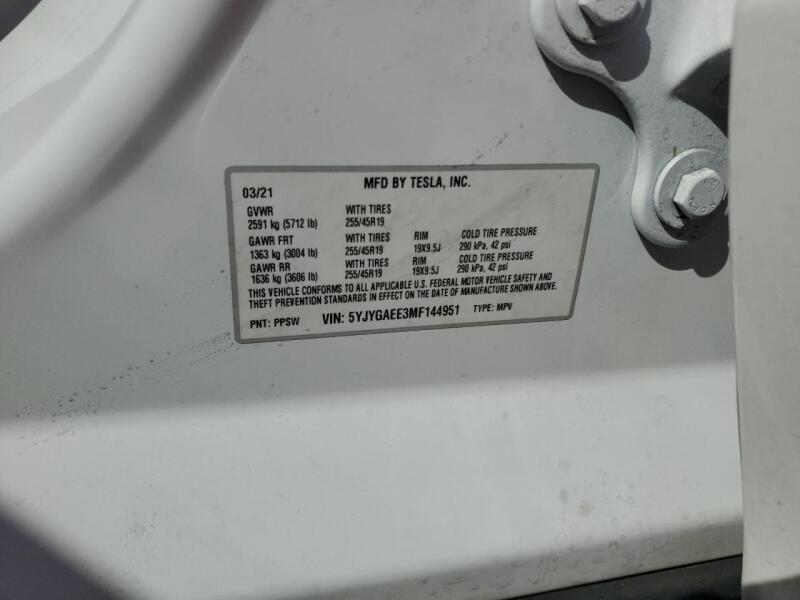 MFD BY TESLA, INC.
03/21
GVWR WITH TIRES
2591 kg (5712 lb) 255/45R19
GAWR FRT WITH TIRES RIM COLD TIRE PRESSURE
1363 kg (3004 lb) 255/45R19 19X9.5J 290 kPa, 42 psi
GAWR RR WITH TIRES RIM COLD TIRE PRESSURE
1636 kg (3606 lb) 255/45R19 19X9.5J 290 kPa, 42 psi
THIS VEHICLE CONFORMS TO ALL APPLICABLE U.S. FEDERAL MOTOR VEHICLE SAFETY AND
THEFT PREVENTION STANDARDS IN EFFECT ON THE DATE OF MANUFACTURE SHOWN ABOVE.
PNT: PPSW VIN: 5YJYGAEE3MF144951 TYPE: MPV